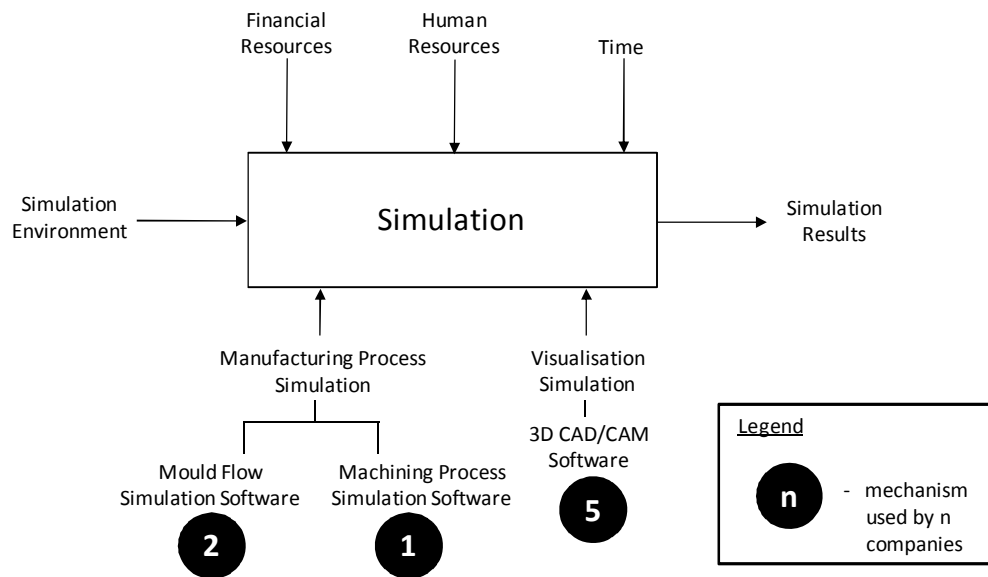 Financial
Resources
Human
Resources
Time
Simulation
Environment
Simulation
Simulation
Results
Manufacturing Process
Simulation
Visualisation
Simulation
Mould Flow
Simulation Software
2
Machining Process
Simulation Software
1
3D CAD/CAM
Software
5
Legend
n
- mechanism
used by n
companies